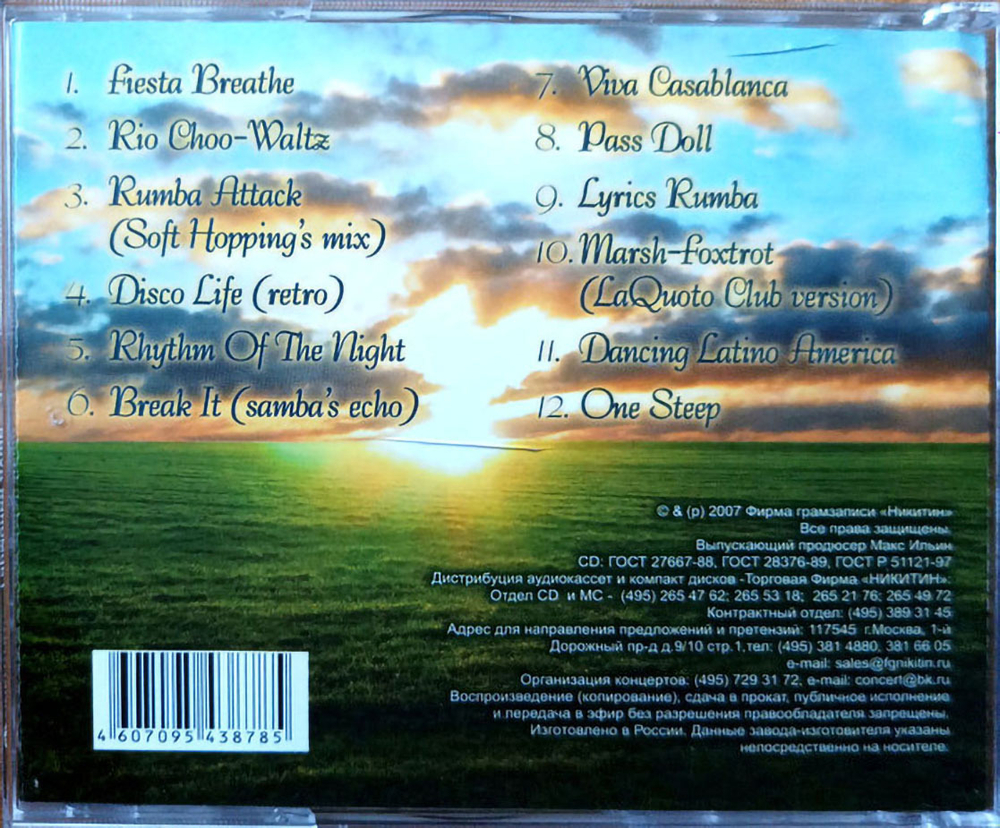 1. Fiesta Breathe
2. Rio Choo-Waltz
3. Rumba Attack
(Soft Hopping's mix)
4. Disco Life (retro)
5. Rhythm Of The Night
6. Break It (samba's echo)
7. Viva Casablanca
8. Pass Doll
9. Lyrics Rumba
10. Marsh-Foxtrot
(LaQuoto Club version)
11. Dancing Latino America
12. One Steep
© & (p) 2007 Фирма грамзаписи «Никитин»
Все права защищены.
Выпускающий продюсер Макс Ильин
CD: ГОСТ 27667-88, ГОСТ 28376-89, ГОСТ Р 51121-97
Дистрибуция аудиокассет и компакт дисков -Торговая Фирма «НИКИТИН»:
Отдел CD и МС - (495) 265 47 62; 265 53 18; 265 21 76; 265 49 72
Контрактный отдел: (495) 389 31 45
Адрес для направления предложений и претензий: 117545 г.Москва, 1-й
Дорожный пр-д д.9/10 стр.1,тел: (495) 381 4880, 381 66 05
e-mail: sales@fgnikitin.ru
Организация концертов: (495) 729 31 72, e-mail: concert@bk.ru
Воспроизведение (копирование), сдача в прокат, публичное исполнение
и передача в эфир без разрешения правообладателя запрещены.
Изготовлено в России. Данные завода-изготовителя указаны
непосредственно на носителе.
4 607095 438785